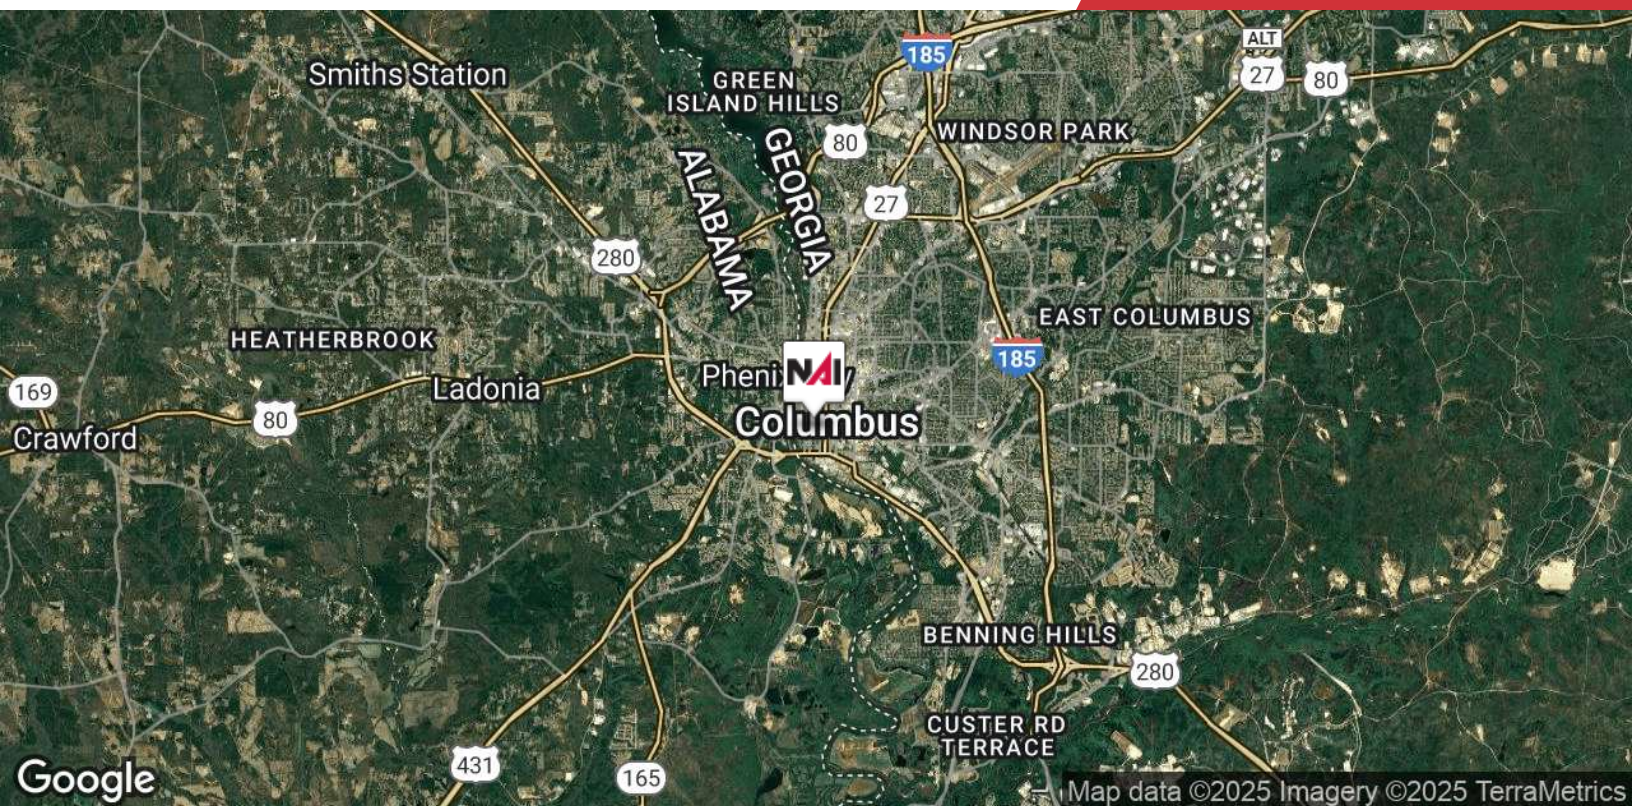 185
ALT
27
80
Smiths Station
GREEN
ISLAND HILLS
80
WINDSOR PARK
GEORGIA
ALABAMA
27
280
EAST COLUMBUS
HEATHERBROOK
185
NAI
Ladonia
169
80
Crawford
Columbus
BENNING HILLS
280
CUSTER RD
TERRACE
431
165
Google
Map data ©2025 Imagery ©2025 TerraMetrics